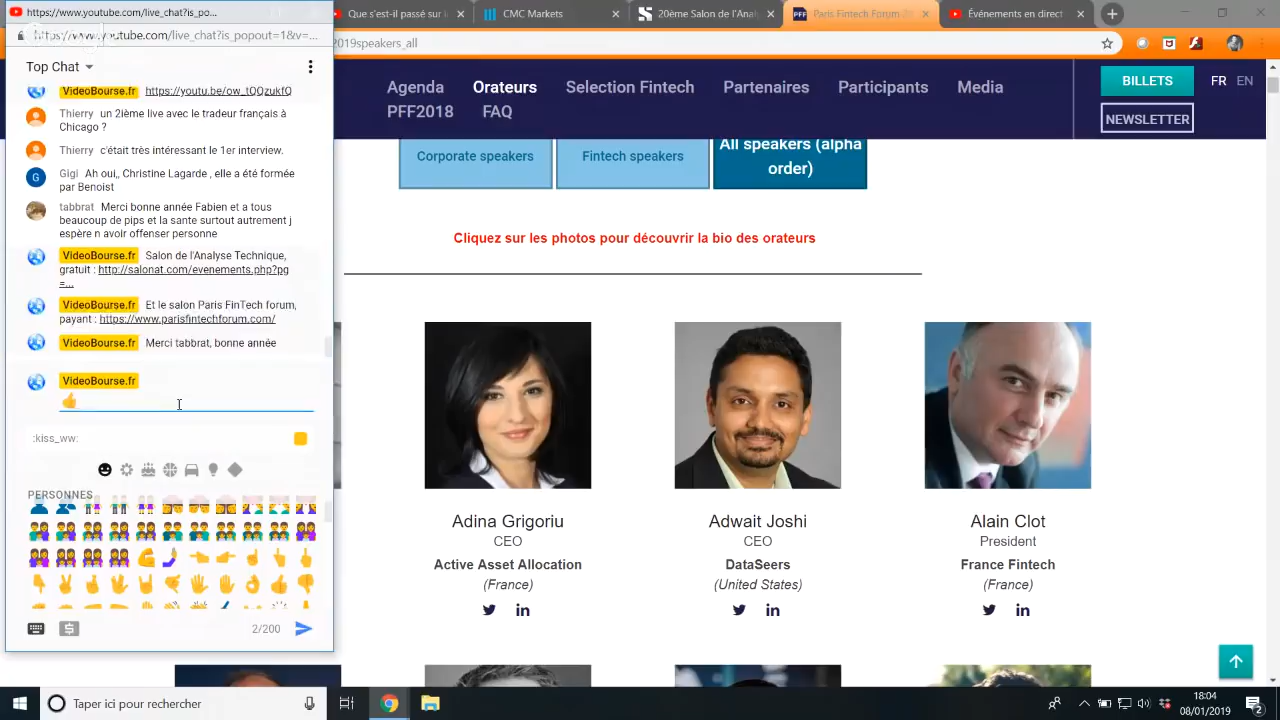 https://www.youtube.com/live_chat?is_po...
Que s'est-il passé sur l
CMC Markets
20ème Salon de l'Anal
Paris Fintech Forum
Événements en direct
https://www.youtube.com/live_chat?is_popout=1&v=...
2019speakers_all
Top Chat
VideoBourse.fr https://youtu.be/ow_tQQzukfQ
Thierry un 2ième live avec le tradeur français à
Chicago ?
Thierry c'était très intéressant le 1er interview.
G
Gigi Ah oui,, Christine Lagarde , elle a été formée
par Benoist
tabbrat Merci bonne année Fabien et a tous
beaucoup de pips et la sante surtout autrement j
espèrn n avoir offenser personne
VideoBourse.fr Salon de l'Analyse Technique,
gratuit : http://salonat.com/evenements.php?pg
=...
VideoBourse.fr Et le salon Paris FinTech forum,
payant : https://www.parisfintechforum.com/
VideoBourse.fr Merci tabbrat, bonne année
VideoBourse.fr
:kiss_ww:
PERSONNES
2/200
Agenda
Orateurs
Selection Fintech
Partenaires
Participants
Media
PFF2018
FAQ
BILLETS
FR EN
NEWSLETTER
Corporate speakers
Fintech speakers
All speakers (alpha
order)
Cliquez sur les photos pour découvrir la bio des orateurs
Adina Grigoriu
CEO
Active Asset Allocation
(France)
Adwait Joshi
CEO
DataSeers
(United States)
Alain Clot
President
France Fintech
(France)
Taper ici pour rechercher
18:04
08/01/2019
2